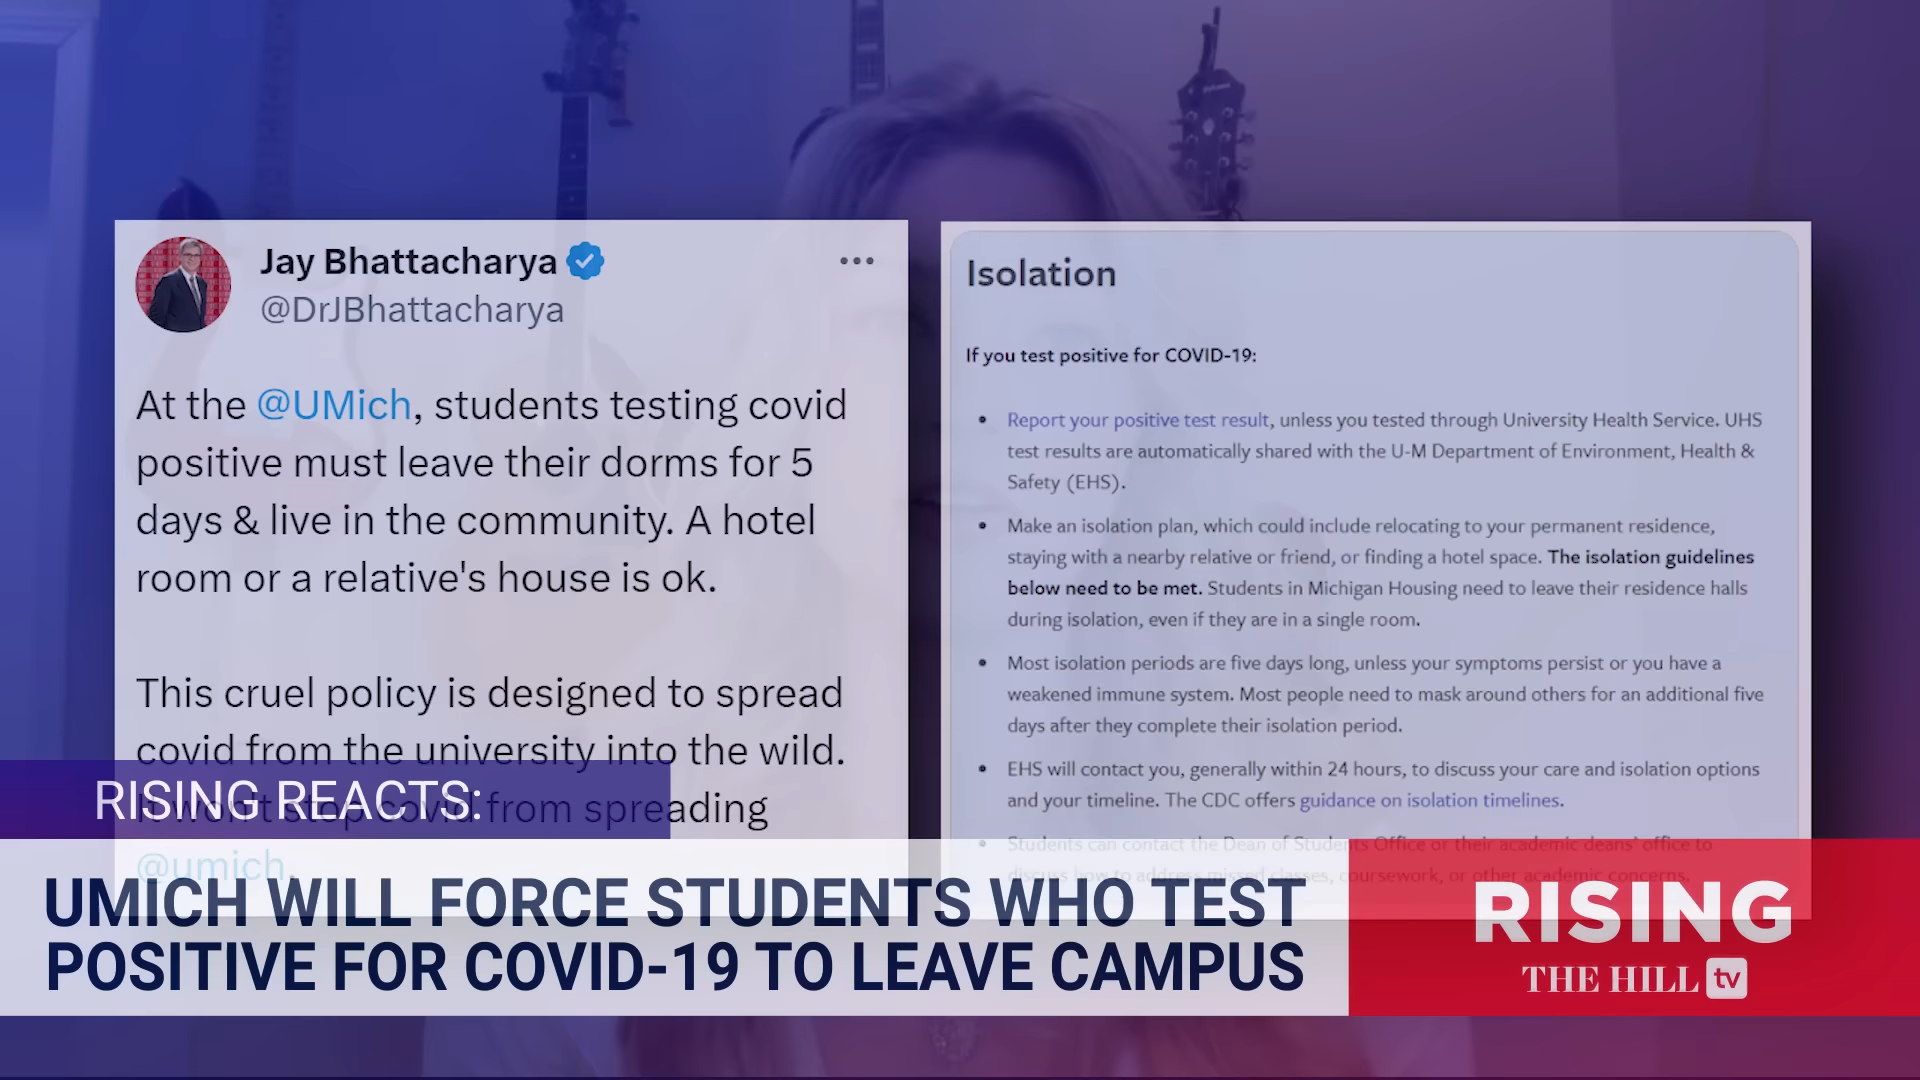 Jay Bhattacharya
@DrJBhattacharya
At the @UMich, students testing covid
positive must leave their dorms for 5
days & live in the community. A hotel
room or a relative's house is ok.
This cruel policy is designed to spread
covid from the university into the wild.
It won't stop covid from spreading
@umich.
Isolation
If you test positive for COVID-19:
• Report your positive test result, unless you tested through University Health Service. UHS
test results are automatically shared with the U-M Department of Environment, Health &
Safety (EHS).
• Make an isolation plan, which could include relocating to your permanent residence,
staying with a nearby relative or friend, or finding a hotel space. The isolation guidelines
below need to be met. Students in Michigan Housing need to leave their residence halls
during isolation, even if they are in a single room.
• Most isolation periods are five days long, unless your symptoms persist or you have a
weakened immune system. Most people need to mask around others for an additional five
days after they complete their isolation period.
• EHS will contact you, generally within 24 hours, to discuss your care and isolation options
and your timeline. The CDC offers guidance on isolation timelines.
• Students can contact the Dean of Students Office or their academic deans' office to
discuss how to address missed classes, coursework, or other academic concerns.
RISING REACTS:
UMICH WILL FORCE STUDENTS WHO TEST
POSITIVE FOR COVID-19 TO LEAVE CAMPUS
RISING
THE HILL tv